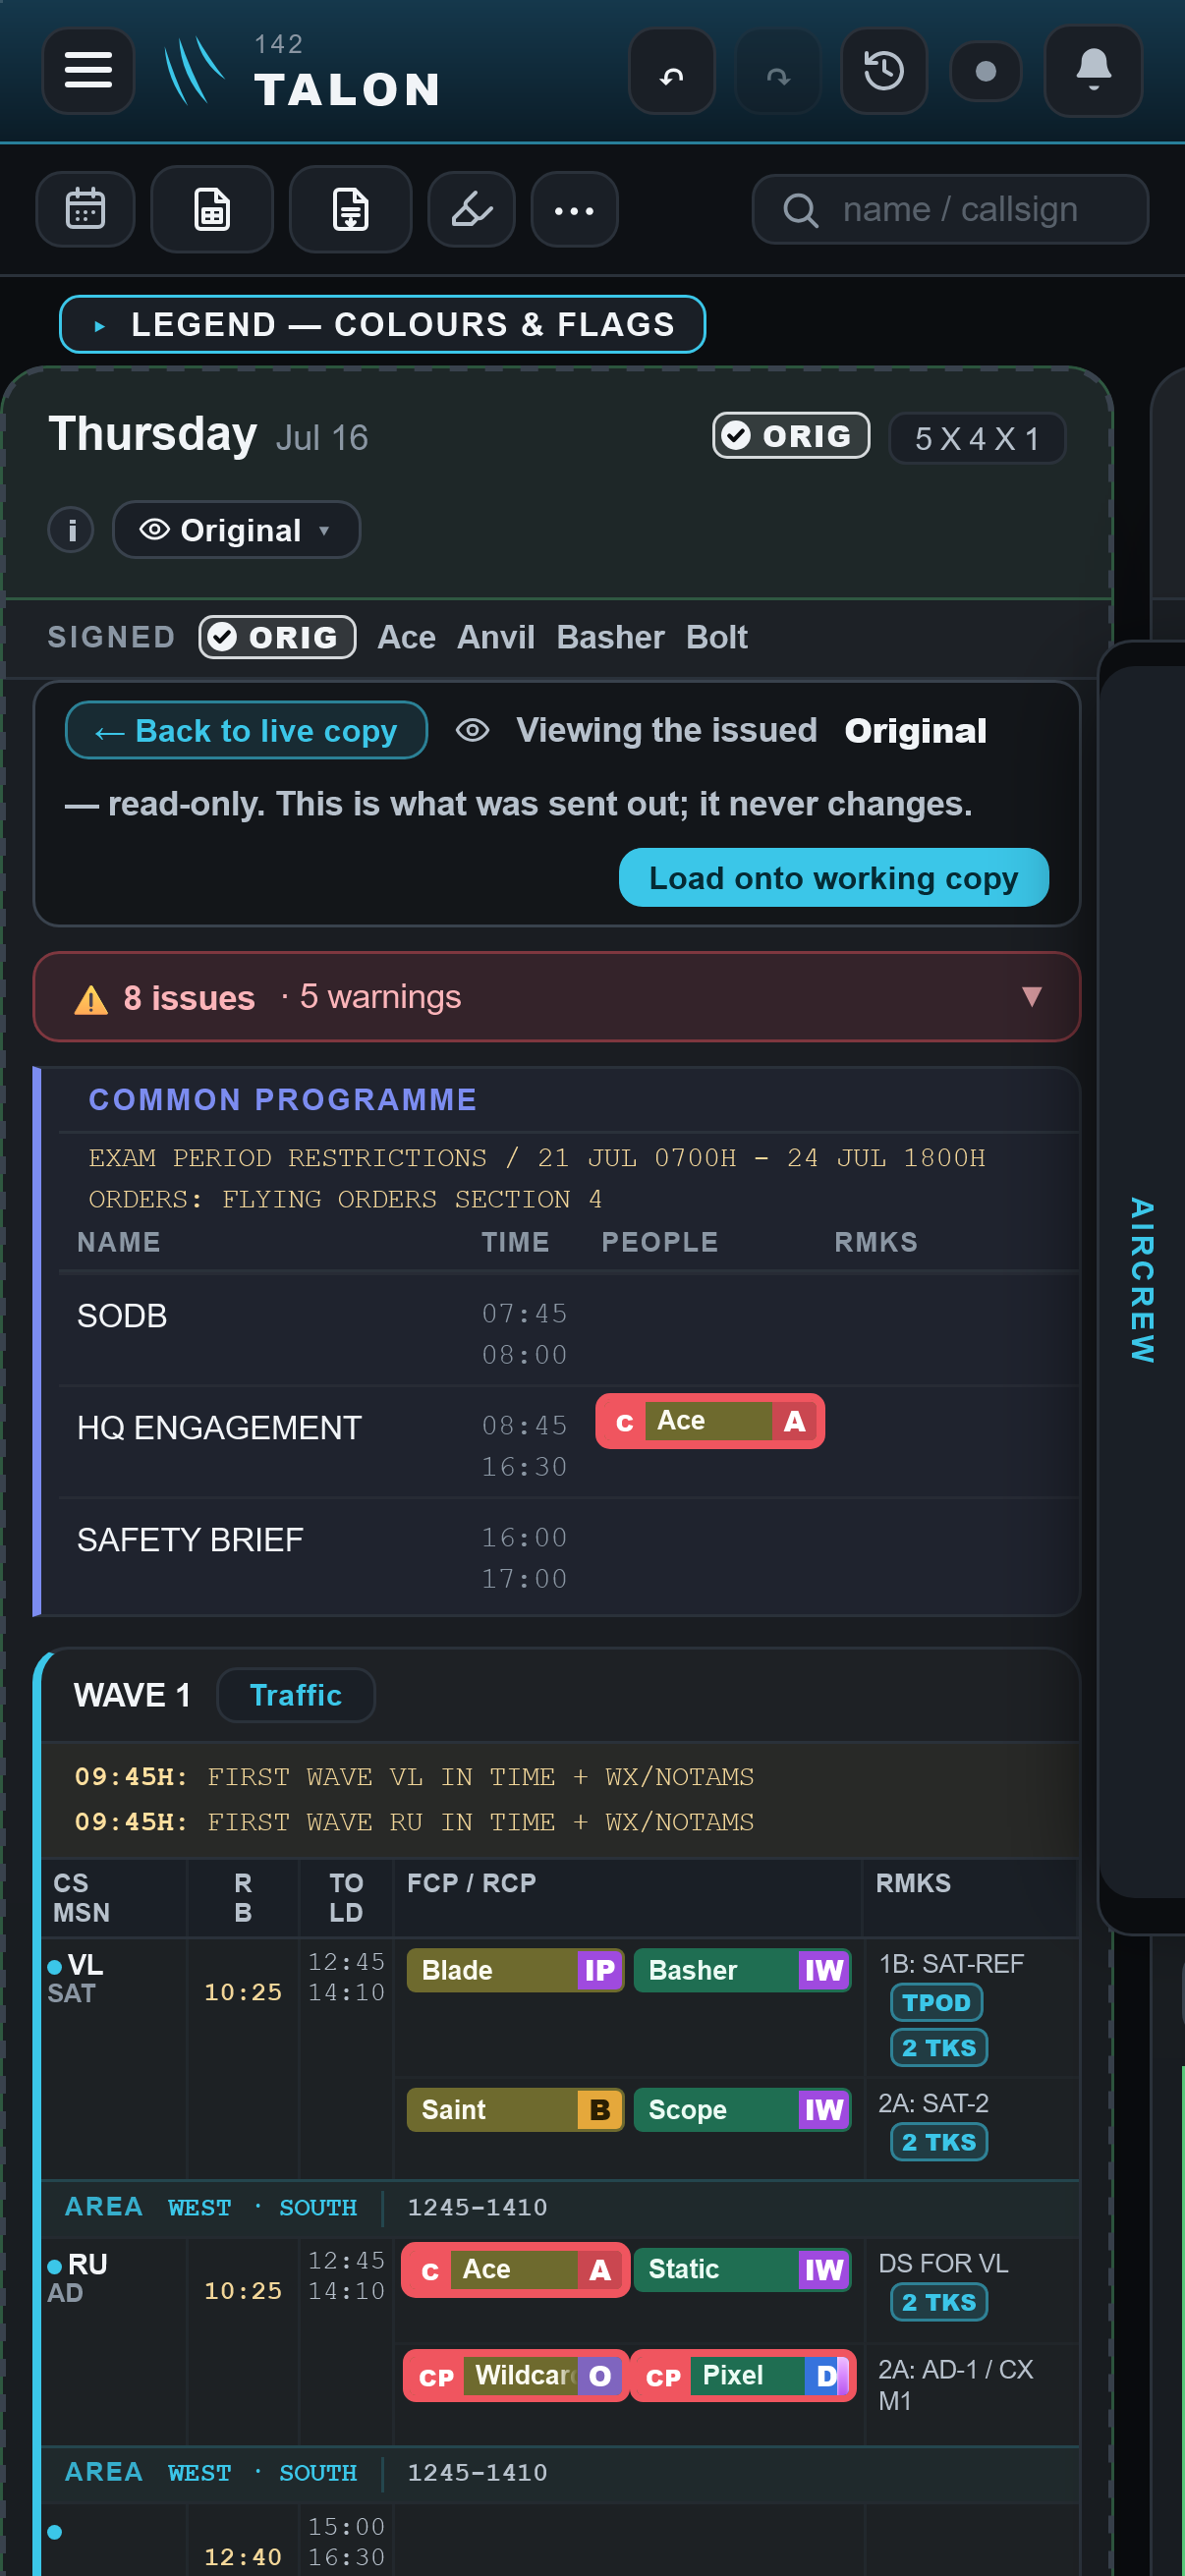 142
TALON
name / callsign
▸ LEGEND — COLOURS & FLAGS
Thursday Jul 16 ORIG 5 X 4 X 1
i Original ▾
SIGNED ORIG Ace Anvil Basher Bolt
← Back to live copy Viewing the issued Original
— read-only. This is what was sent out; it never changes.
Load onto working copy
8 issues · 5 warnings ▼
COMMON PROGRAMME
EXAM PERIOD RESTRICTIONS / 21 JUL 0700H - 24 JUL 1800H
ORDERS: FLYING ORDERS SECTION 4
NAME TIME PEOPLE RMKS
SODB 07:45
08:00
HQ ENGAGEMENT 08:45 C Ace A
16:30
SAFETY BRIEF 16:00
17:00
AIRCREW
WAVE 1 Traffic
09:45H: FIRST WAVE VL IN TIME + WX/NOTAMS
09:45H: FIRST WAVE RU IN TIME + WX/NOTAMS
CS R TO FCP / RCP RMKS
MSN B LD
VL 12:45 Blade IP Basher IW 1B: SAT-REF
SAT 10:25 14:10 TPOD
2 TKS
Saint B Scope IW 2A: SAT-2
2 TKS
AREA WEST · SOUTH 1245-1410
RU 12:45 C Ace A Static IW DS FOR VL
AD 10:25 14:10 2 TKS
CP Wildcar O CP Pixel D 2A: AD-1 / CX
M1
AREA WEST · SOUTH 1245-1410
15:00
12:40 16:30